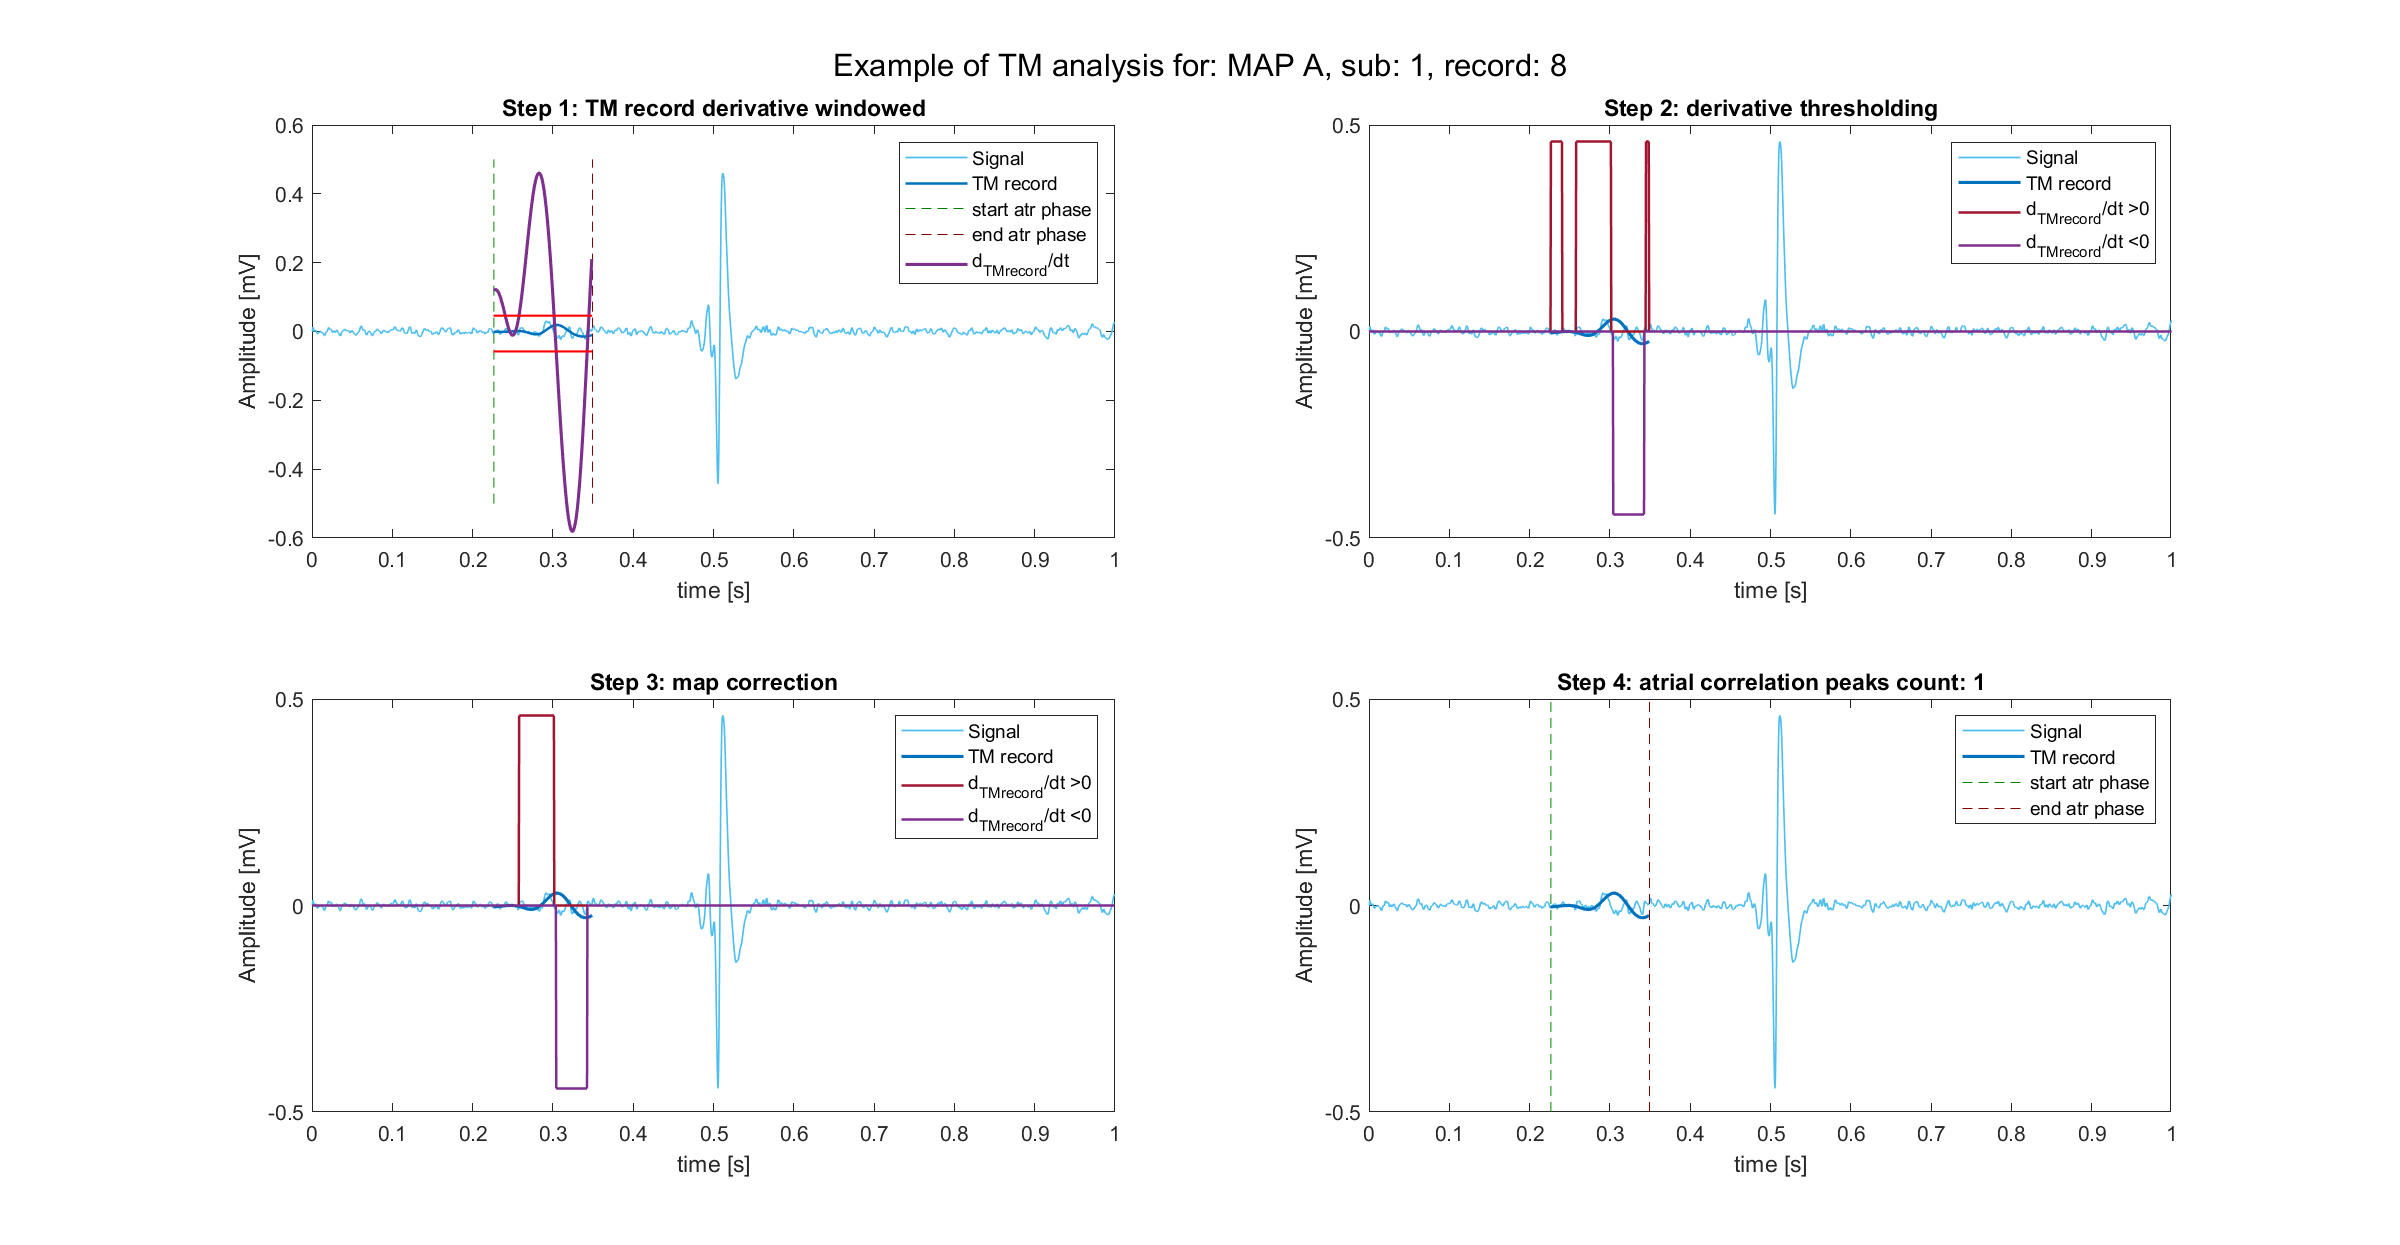 Example of TM analysis for: MAP A, sub: 1, record: 8
Step 1: TM record derivative windowed
0.6
0.4
0.2
0
-0.2
-0.4
-0.6
Amplitude [mV]
0 0.1 0.2 0.3 0.4 0.5 0.6 0.7 0.8 0.9 1
time [s]
Signal
TM record
start atr phase
end atr phase
dTMrecord/dt
Step 2: derivative thresholding
0.5
0
-0.5
Amplitude [mV]
0 0.1 0.2 0.3 0.4 0.5 0.6 0.7 0.8 0.9 1
time [s]
Signal
TM record
dTMrecord/dt >0
dTMrecord/dt <0
Step 3: map correction
0.5
0
-0.5
Amplitude [mV]
0 0.1 0.2 0.3 0.4 0.5 0.6 0.7 0.8 0.9 1
time [s]
Signal
TM record
dTMrecord/dt >0
dTMrecord/dt <0
Step 4: atrial correlation peaks count: 1
0.5
0
-0.5
Amplitude [mV]
0 0.1 0.2 0.3 0.4 0.5 0.6 0.7 0.8 0.9 1
time [s]
Signal
TM record
start atr phase
end atr phase